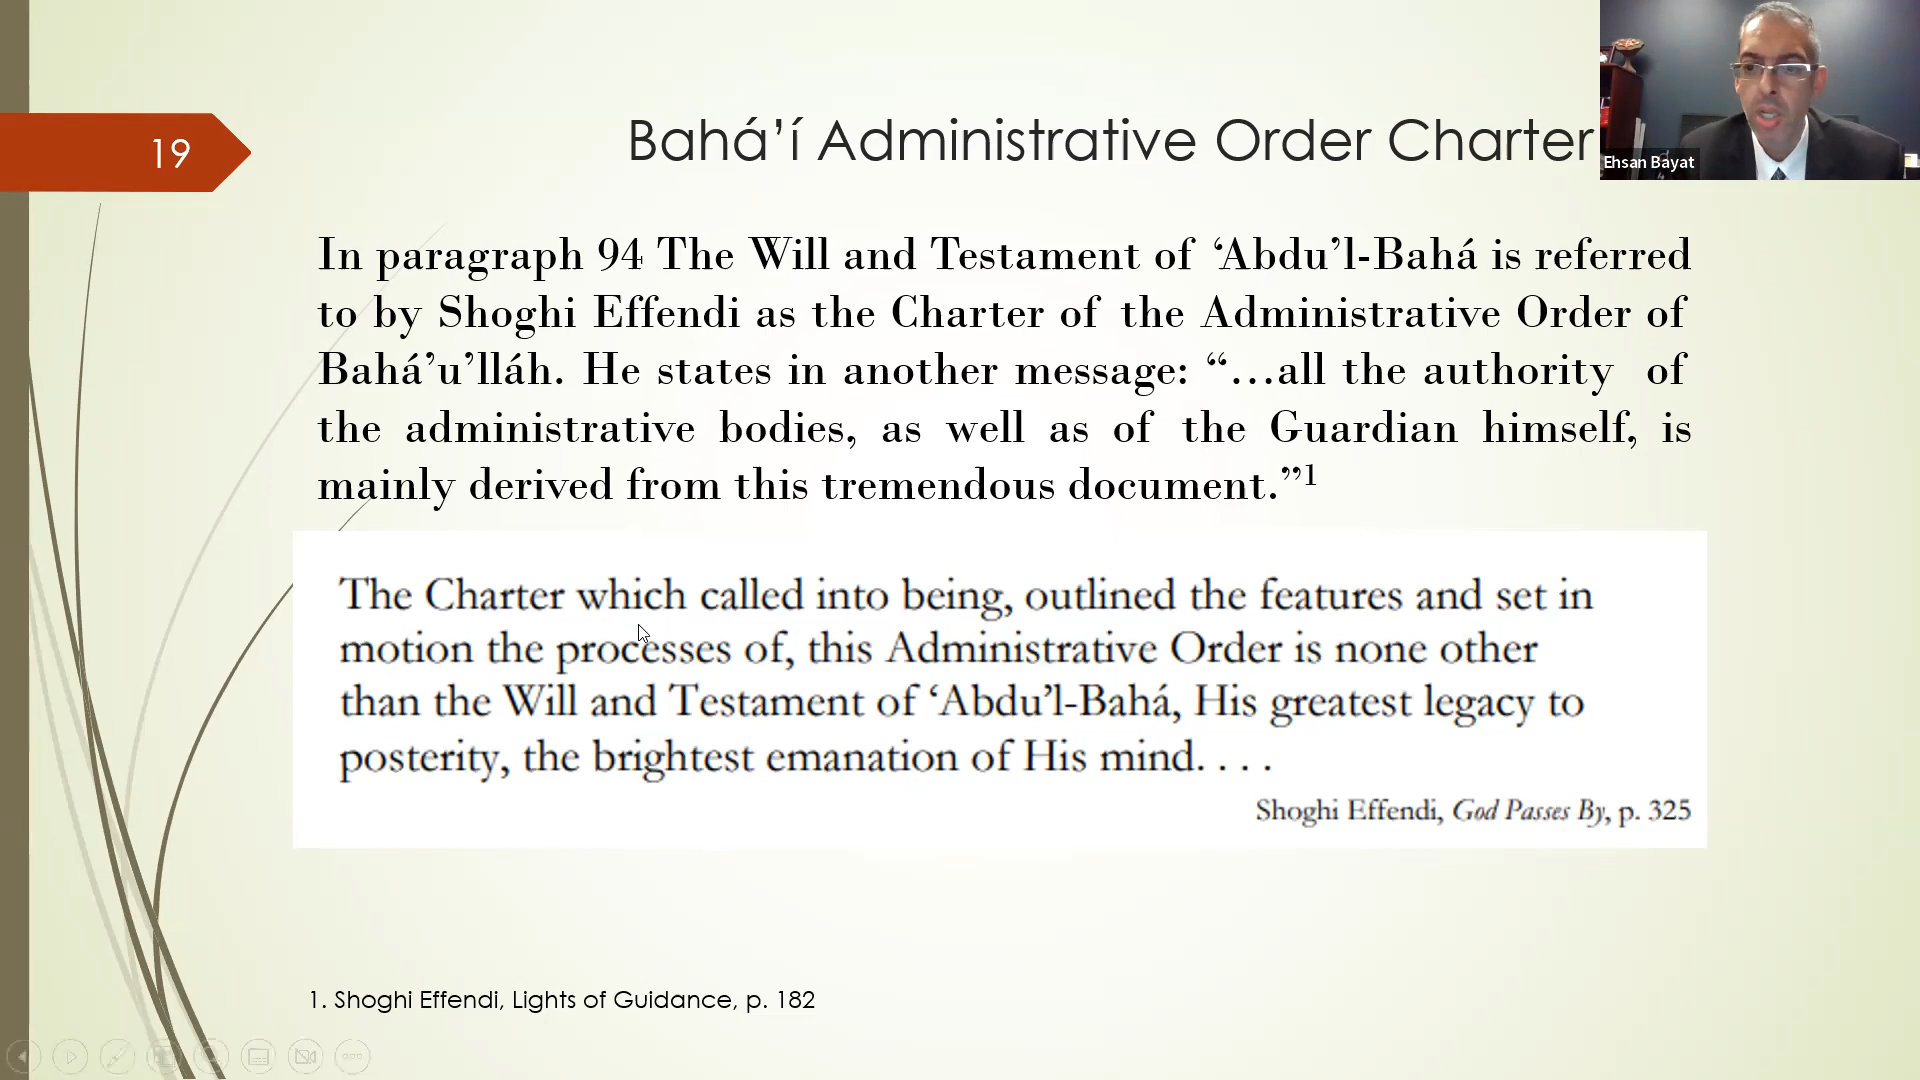 19
Bahá’í Administrative Order Charter
Ehsan Bayat
In paragraph 94 The Will and Testament of ‘Abdu’l-Bahá is referred
to by Shoghi Effendi as the Charter of the Administrative Order of
Bahá’u’lláh. He states in another message: “…all the authority of
the administrative bodies, as well as of the Guardian himself, is
mainly derived from this tremendous document.”1
The Charter which called into being, outlined the features and set in
motion the processes of, this Administrative Order is none other
than the Will and Testament of ‘Abdu’l-Bahá, His greatest legacy to
posterity, the brightest emanation of His mind. . . .
Shoghi Effendi, God Passes By, p. 325
1. Shoghi Effendi, Lights of Guidance, p. 182